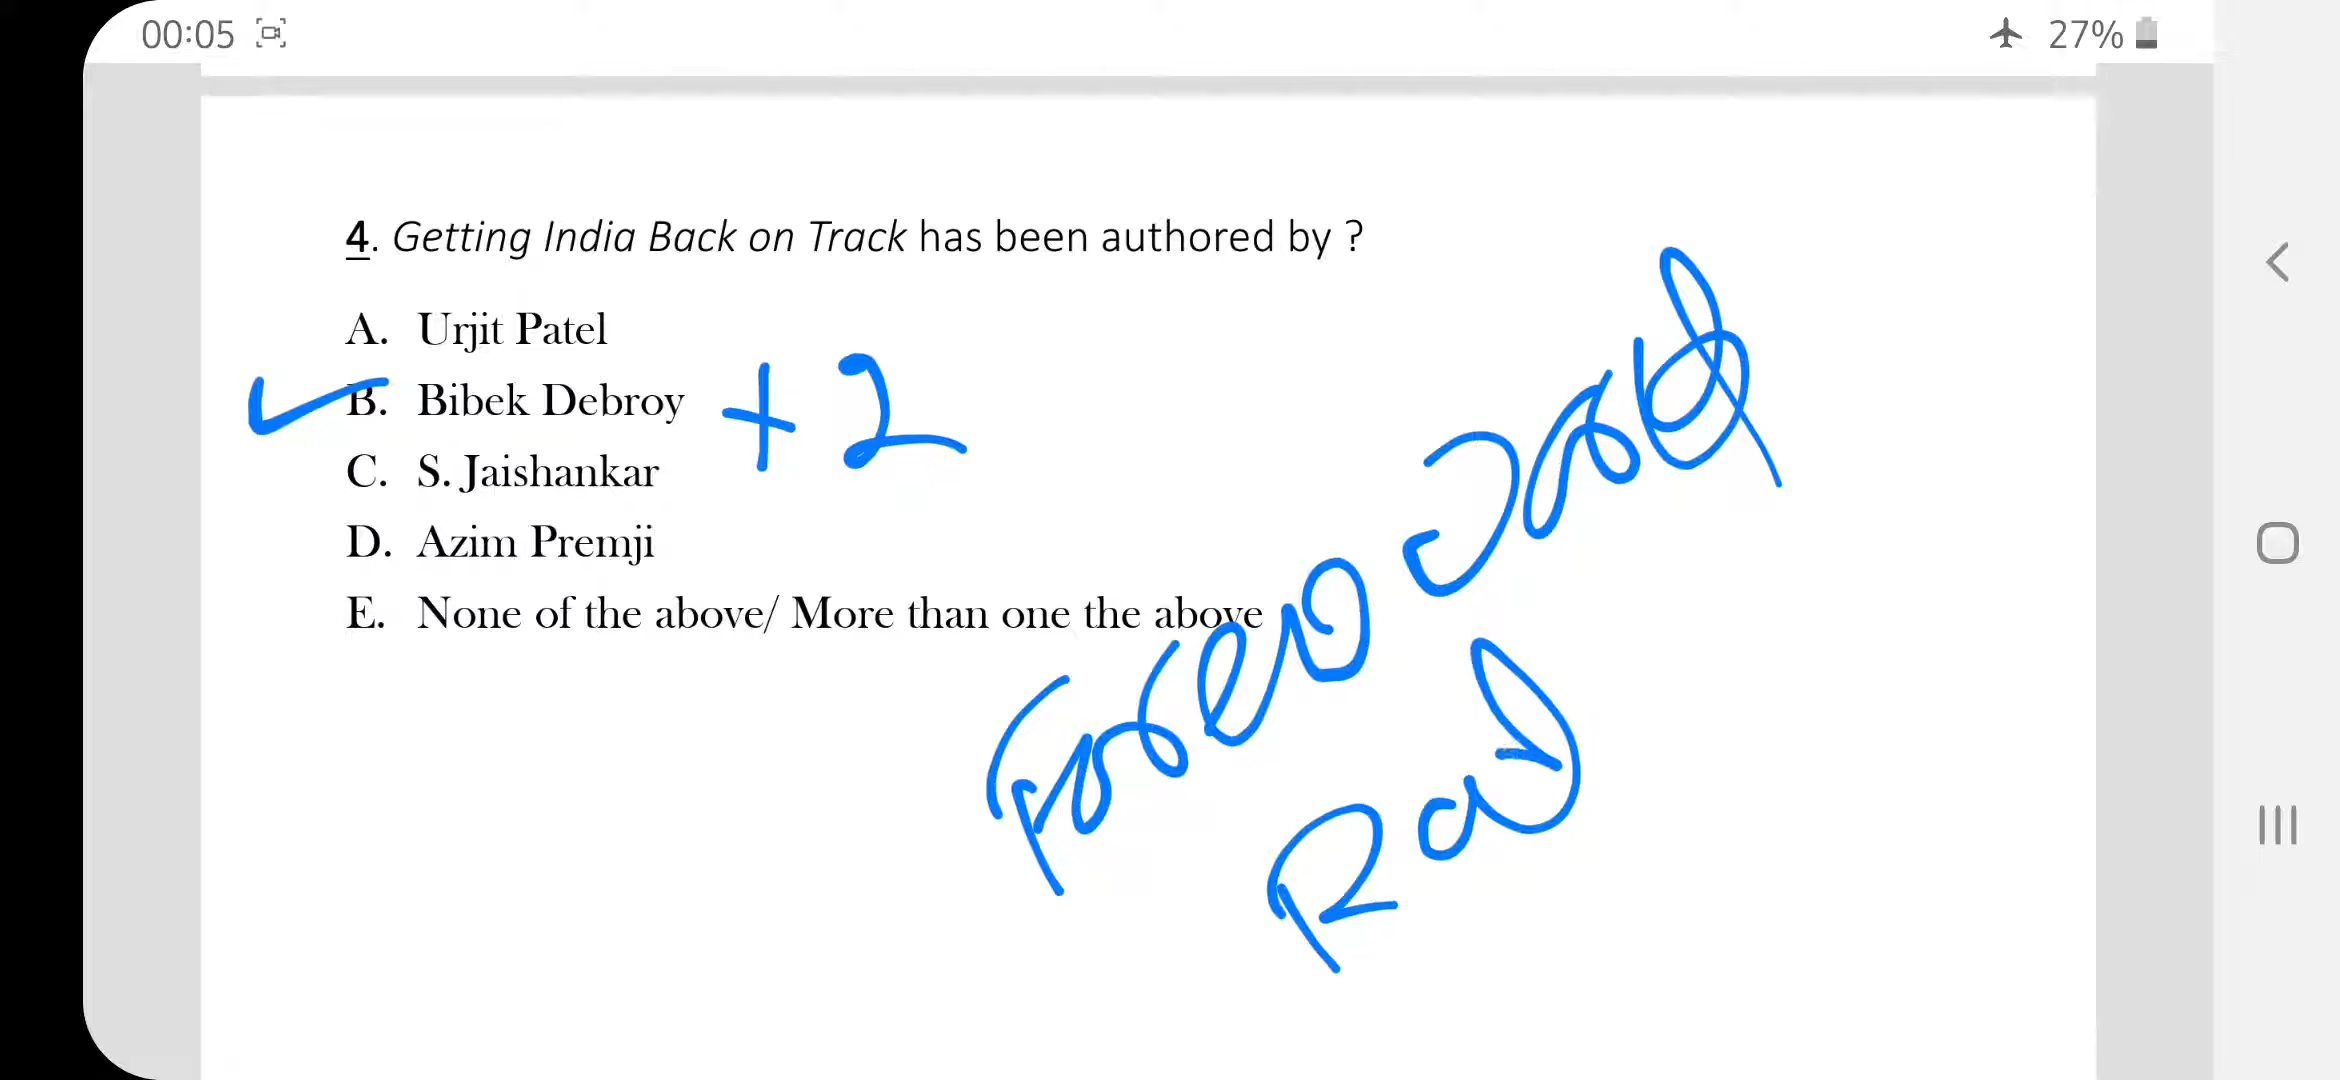 00:05
27%
4. Getting India Back on Track has been authored by ?
A. Urjit Patel
B. Bibek Debroy +2
C. S. Jaishankar
D. Azim Premji
E. None of the above/ More than one the above